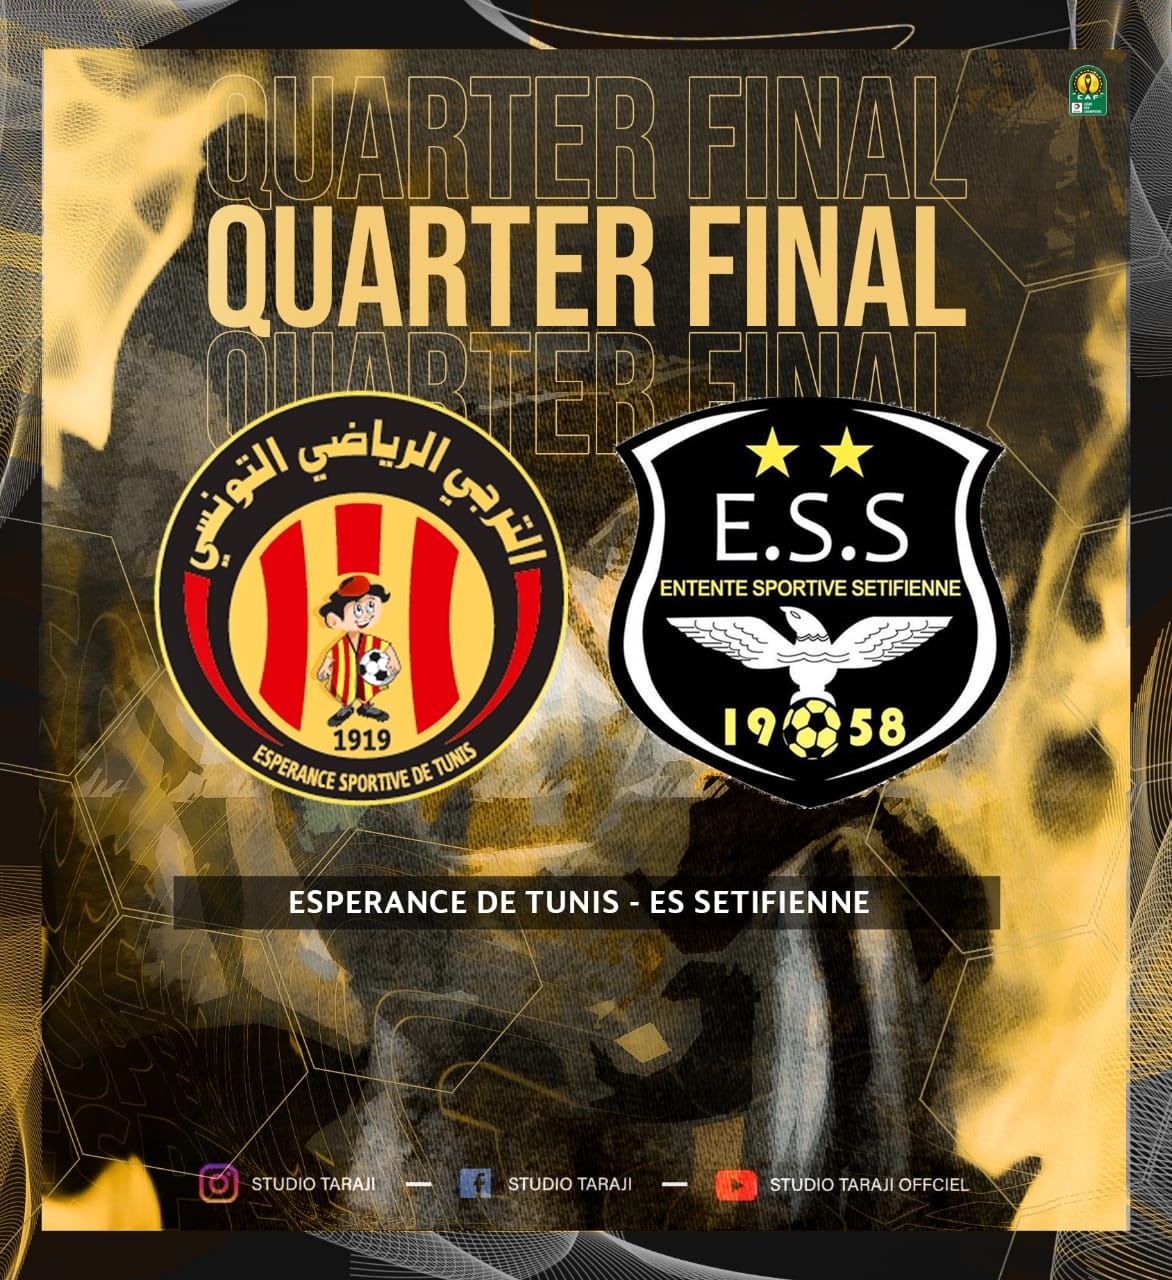 QUARTER FINAL
CAF
QUARTER FINAL
QUARTER FINAL
الترجي الرياضي التونسي
1919
ESPERANCE SPORTIVE DE TUNIS
E.S.S
ENTENTE SPORTIVE SETIFIENNE
19 58
ESPERANCE DE TUNIS - ES SETIFIENNE
STUDIO TARAJI — STUDIO TARAJI — STUDIO TARAJI OFFCIEL